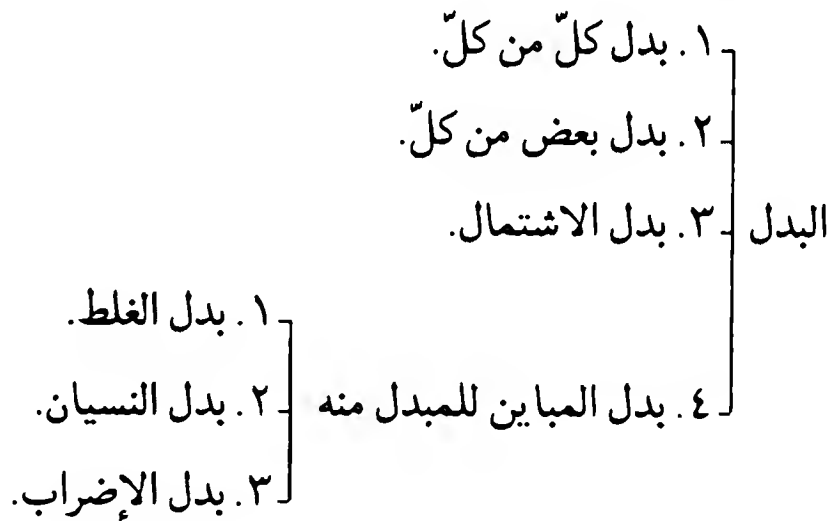 ١. بدل كلّ من كلّ.
٢. بدل بعض من كلّ.
البدل ٣. بدل الاشتمال.
١. بدل الغلط.
٤. بدل المباين للمبدل منه ٢. بدل النسيان.
٣. بدل الإضراب.